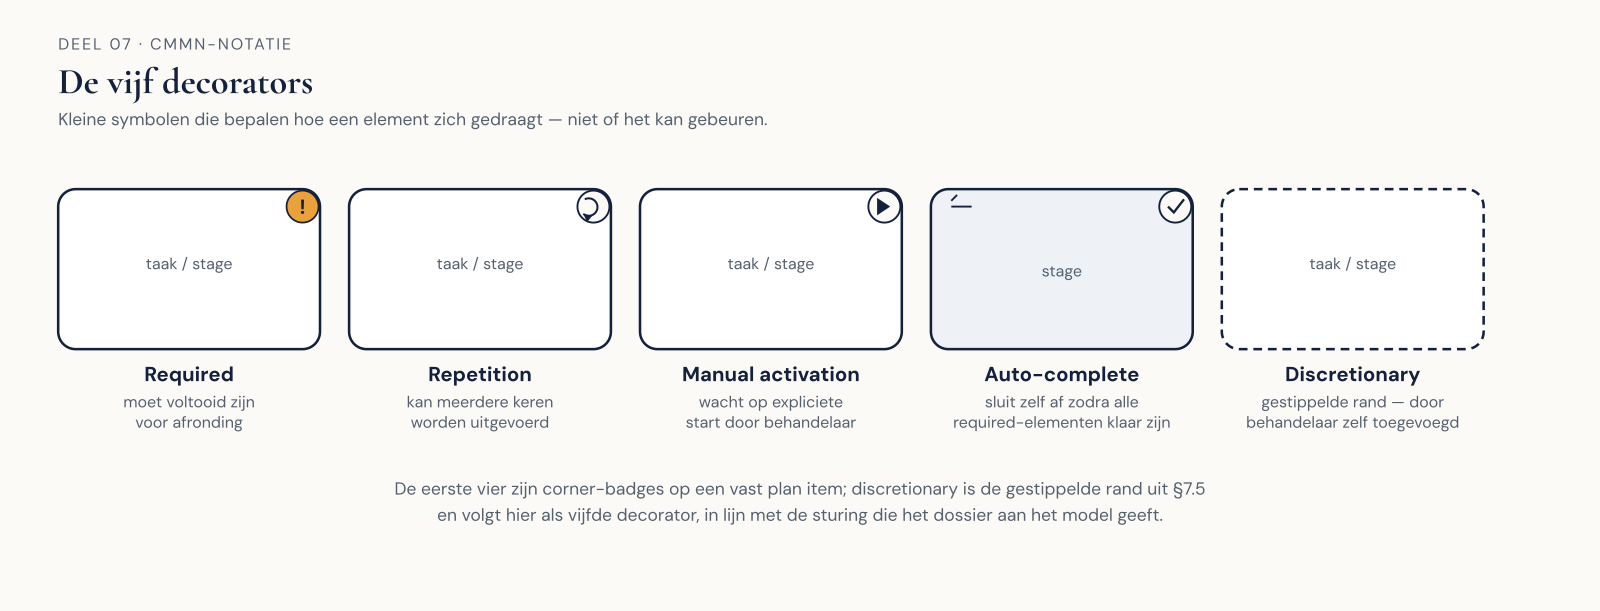 DEEL 07 · CMMN-NOTATIE
De vijf decorators
Kleine symbolen die bepalen hoe een element zich gedraagt — niet of het kan gebeuren.
!
taak / stage
taak / stage
taak / stage
stage
taak / stage
Required
moet voltooid zijn
voor afronding
Repetition
kan meerdere keren
worden uitgevoerd
Manual activation
wacht op expliciete
start door behandelaar
Auto-complete
sluit zelf af zodra alle
required-elementen klaar zijn
Discretionary
gestippelde rand — door
behandelaar zelf toegevoegd
De eerste vier zijn corner-badges op een vast plan item; discretionary is de gestippelde rand uit §7.5
en volgt hier als vijfde decorator, in lijn met de sturing die het dossier aan het model geeft.